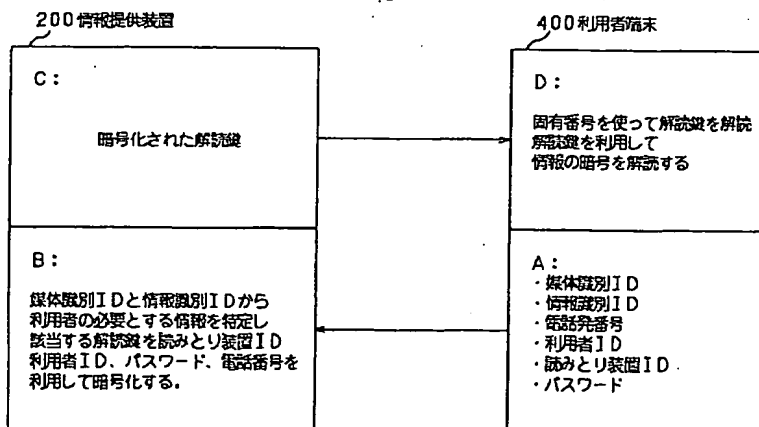 200情報提供装置
C:
暗号化された解読鍵
B:
媒体識別IDと情報識別IDから
利用者の必要とする情報を特定し
該当する解読鍵を読みとり装置ID
利用者ID、パスワード、電話番号を
利用して暗号化する.
400利用者端末
D:
固有番号を使って解読鍵を解読
解読鍵を利用して
情報の暗号を解読する
A:
・媒体識別ID
・情報識別ID
・電話発番号
・利用者ID
・読みとり装置ID
・パスワード